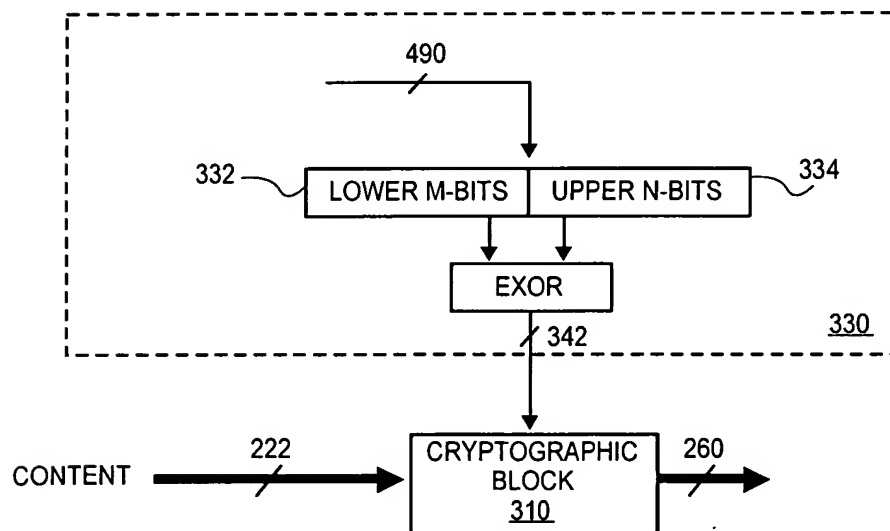 490
332 LOWER M-BITS UPPER N-BITS 334
EXOR
330
342
CONTENT 222 CRYPTOGRAPHIC 260
BLOCK
310